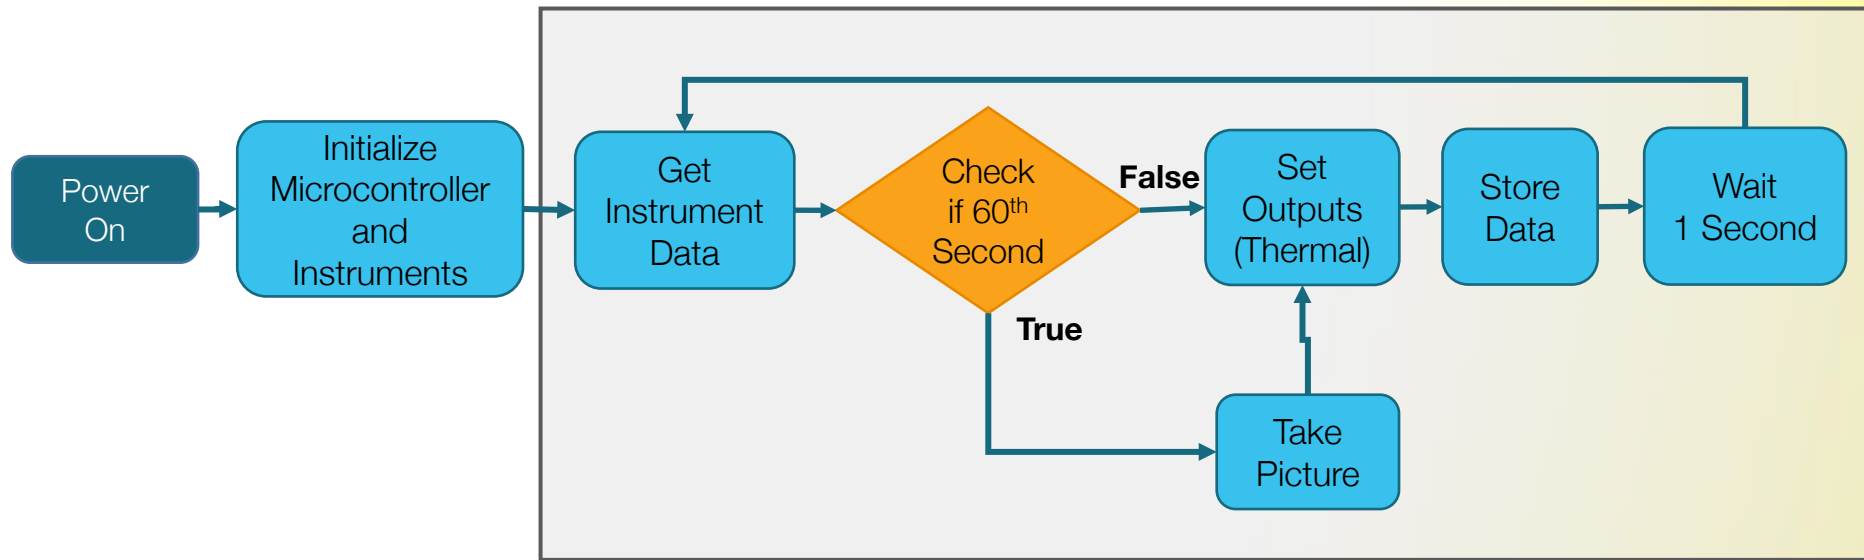 Power
On
Initialize
Microcontroller
and
Instruments
Get
Instrument
Data
Check
if 60th
Second
False
True
Take
Picture
Set
Outputs
(Thermal)
Store
Data
Wait
1 Second